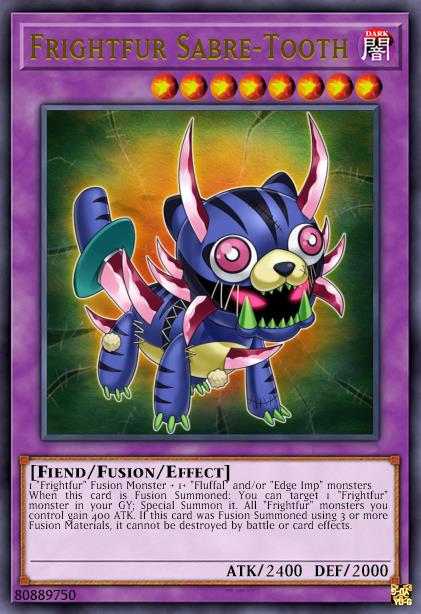 Frightfur Sabre-Tooth
DARK
闇
[Fiend/Fusion/Effect]
1 "Frightfur" Fusion Monster + 1+ "Fluffal" and/or "Edge Imp" monsters
When this card is Fusion Summoned: You can target 1 "Frightfur"
monster in your GY; Special Summon it. All "Frightfur" monsters you
control gain 400 ATK. If this card was Fusion Summoned using 3 or more
Fusion Materials, it cannot be destroyed by battle or card effects.
ATK/2400 DEF/2000
80889750